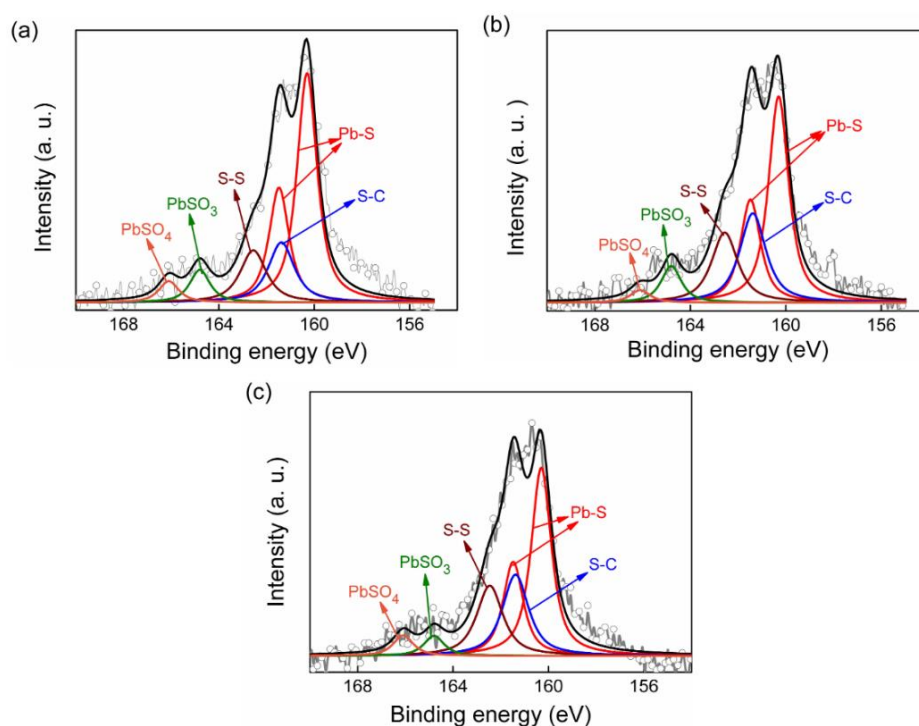 (a)
Intensity (a. u.)
Pb-S
S-S
PbSO3
PbSO4
S-C
168 164 160 156
Binding energy (eV)
(b)
Intensity (a. u.)
Pb-S
S-S
PbSO3
PbSO4
S-C
168 164 160 156
Binding energy (eV)
(c)
Intensity (a. u.)
S-S
Pb-S
PbSO3
S-C
PbSO4
168 164 160 156
Binding energy (eV)